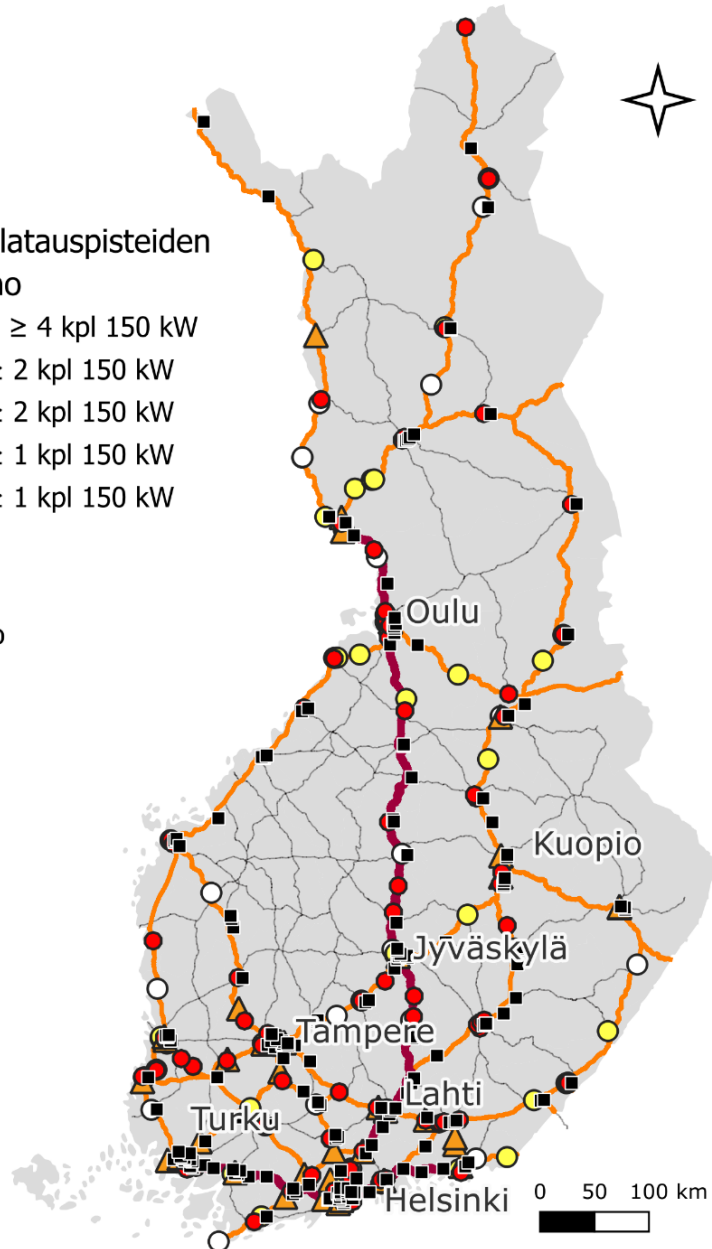 latauspisteiden
≥ 4 kpl 150 kW
2 kpl 150 kW
2 kpl 150 kW
1 kpl 150 kW
1 kpl 150 kW
Oulu
Kuopio
Jyväskylä
Tampere
Lahti
Turku
Helsinki
0 50 100 km